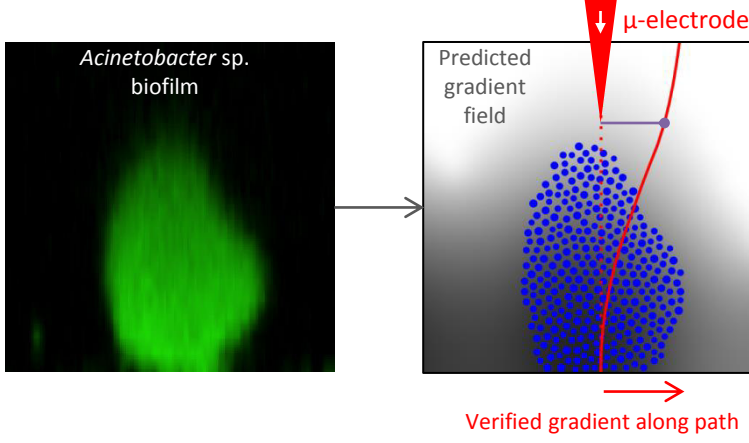 Acinetobacter sp.
biofilm
µ-electrode
Predicted
gradient
field
Verified gradient along path